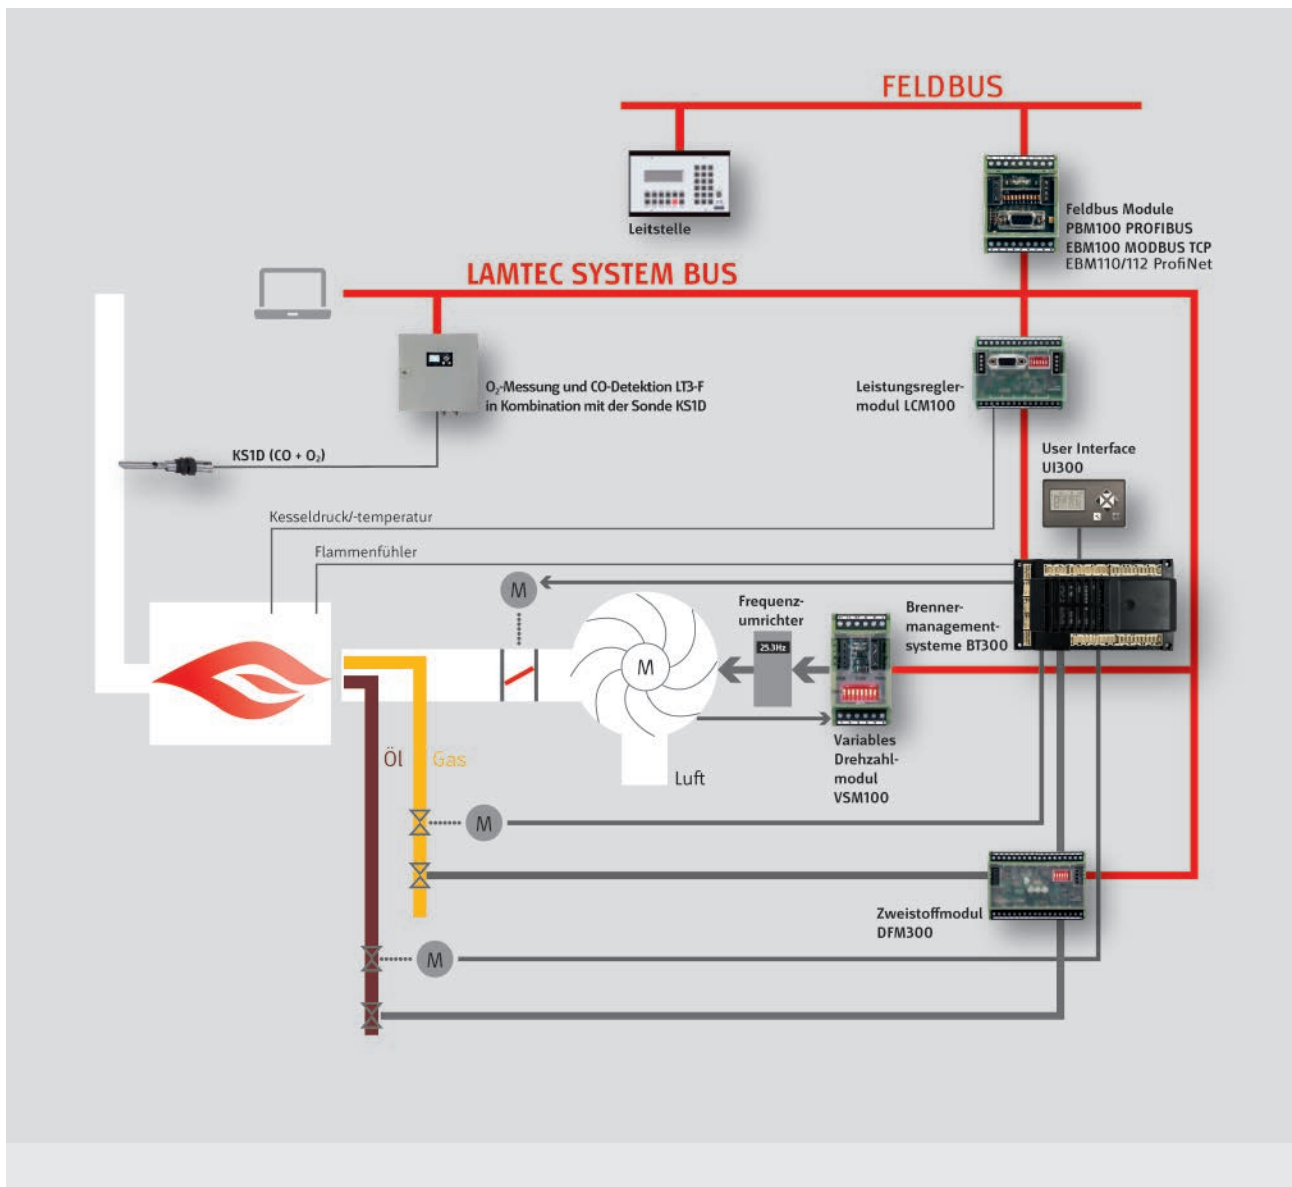 FELDBUS
Leitstelle
Feldbus Module
PBM100 PROFIBUS
EBM100 MODBUS TCP
EBM110/112 ProfiNet
LAMTEC SYSTEM BUS
O₂-Messung und CO-Detektion LT3-F
in Kombination mit der Sonde KS1D
Leistungsregler-
modul LCM100
KS1D (CO + O₂)
User Interface
UI300
Kesseldruck/-temperatur
Flammenfühler
M
Frequenz-
umrichter
25.3Hz
Brenner-
management-
systeme BT300
M
Öl
Gas
Luft
Variables
Drehzahl-
modul
VSM100
M
Zweistoffmodul
DFM300
M